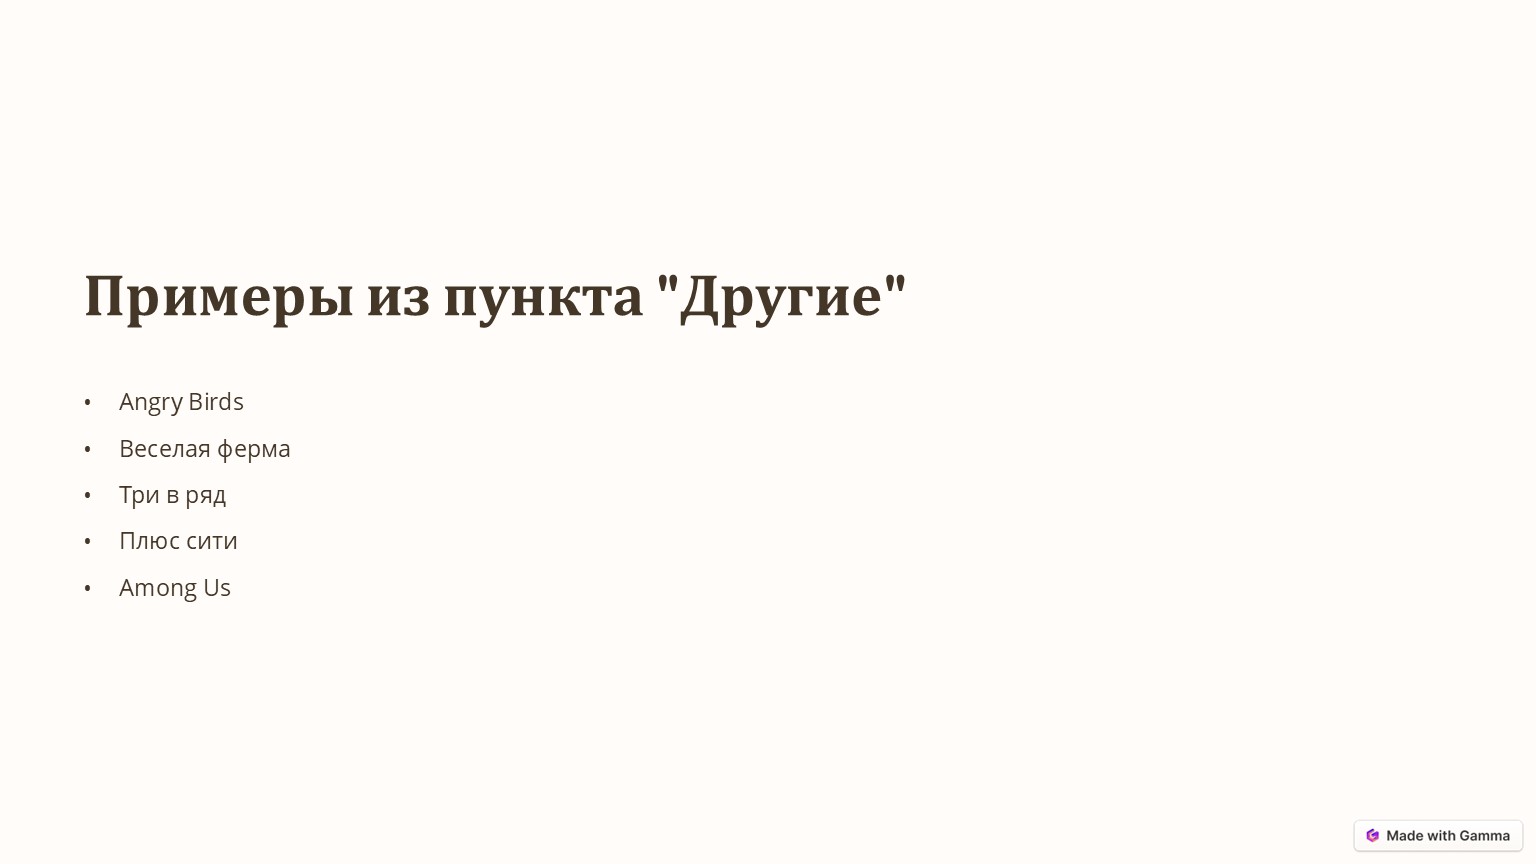 Примеры из пункта "Другие"
• Angry Birds
• Веселая ферма
• Три в ряд
• Плюс сити
• Among Us
Made with Gamma